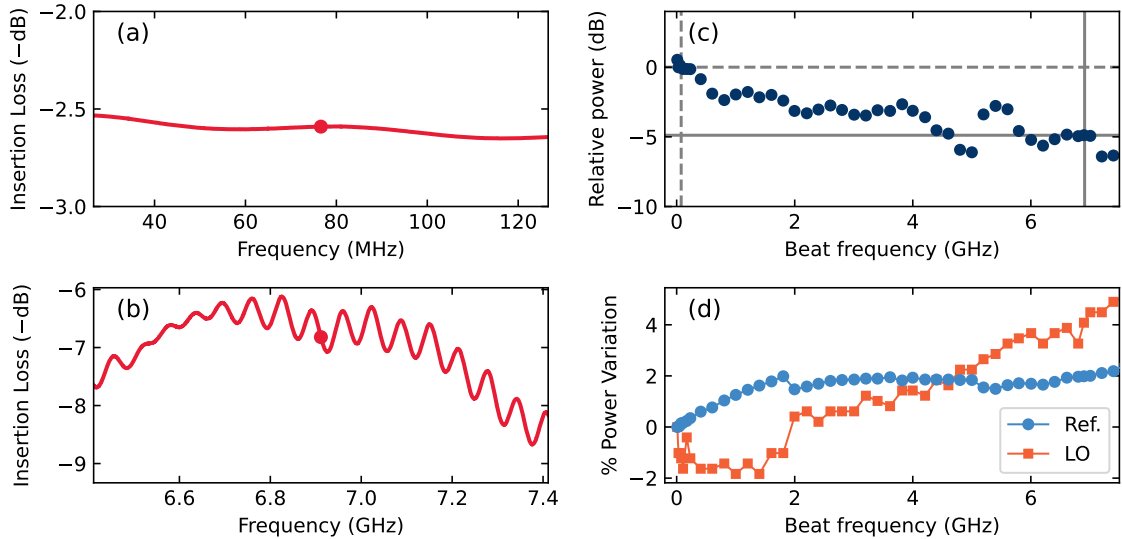 (a)
Insertion Loss (−dB)
−2.0
−2.5
−3.0
40
60
80
100
120
Frequency (MHz)
(c)
Relative power (dB)
0
−5
−10
0
2
4
6
Beat frequency (GHz)
(b)
Insertion Loss (−dB)
−6
−7
−8
−9
6.6
6.8
7.0
7.2
7.4
Frequency (GHz)
(d)
% Power Variation
4
2
0
−2
0
2
4
6
Beat frequency (GHz)
Ref.
LO